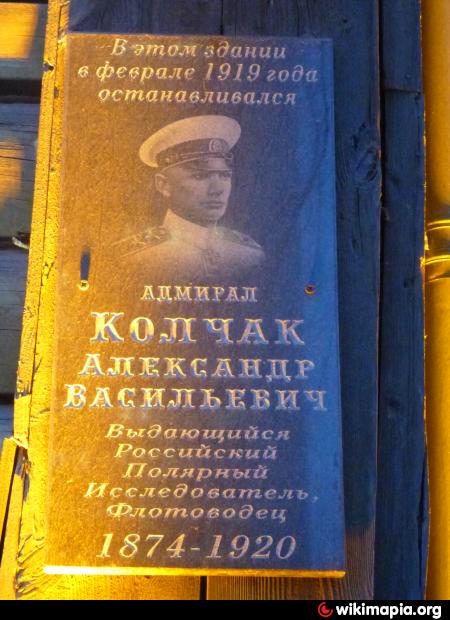 В этом здании
в феврале 1919 года
останавливался
АДМИРАЛ
КОЛЧАК
АЛЕКСАНДР
ВАСИЛЬЕВИЧ
Выдающийся
Российский
Полярный
Исследователь,
Флотоводец
1874-1920
wikimapia.org